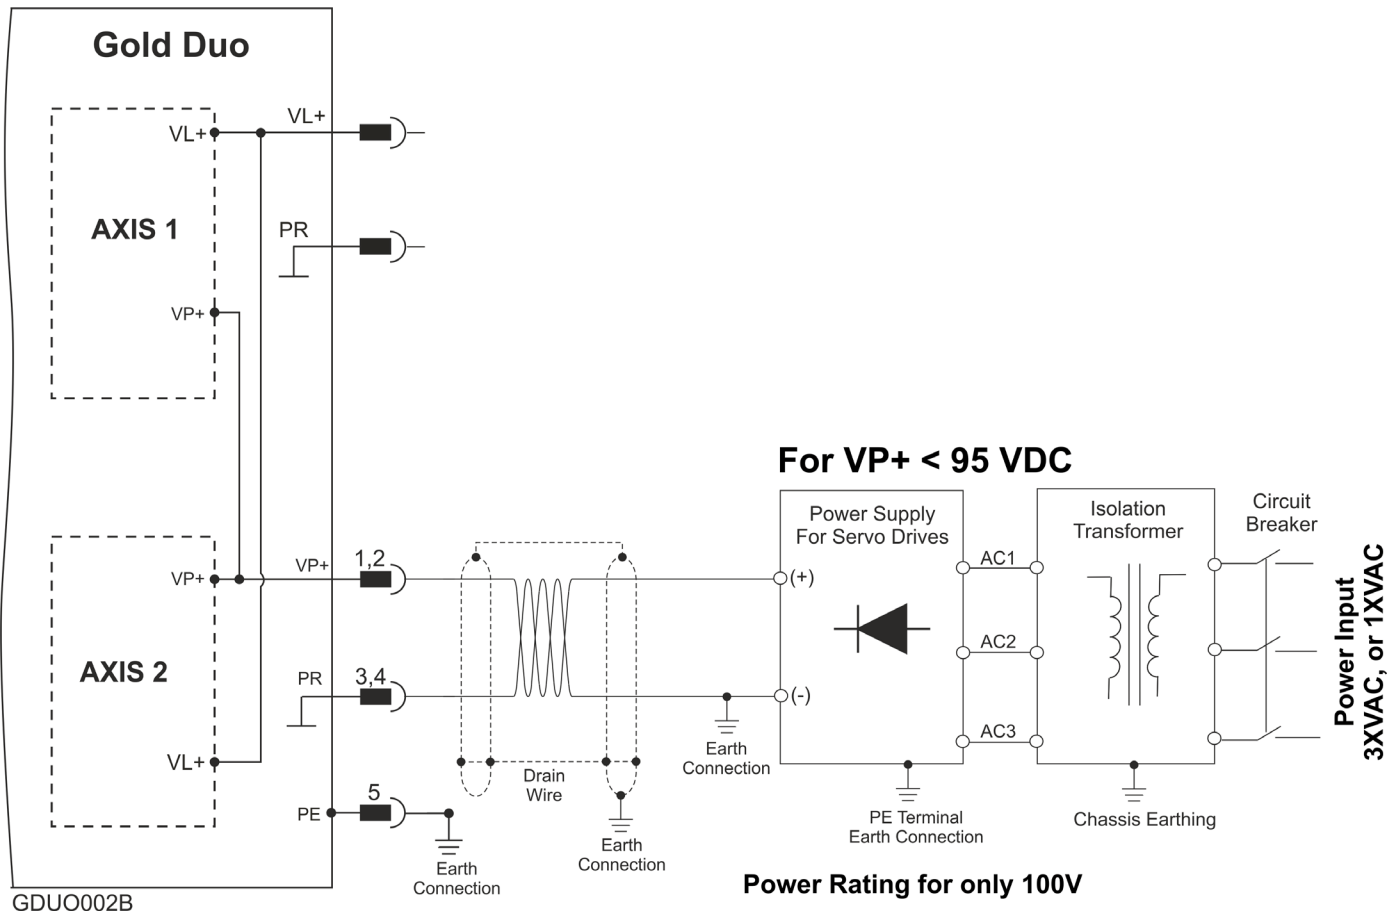 Gold Duo
VL+
VL+
AXIS 1
PR
VP+
For VP+ < 95 VDC
Power Supply
For Servo Drives
Isolation
Transformer
Circuit
Breaker
VP+
VP+
1,2
(+)
AC1
AC2
AXIS 2
PR
3,4
(-)
Earth
Connection
AC3
VL+
Drain
Wire
PE
5
Earth
Connection
Earth
Connection
PE Terminal
Earth Connection
Chassis Earthing
Power Input
3XVAC, or 1XVAC
Power Rating for only 100V
GDUO002B